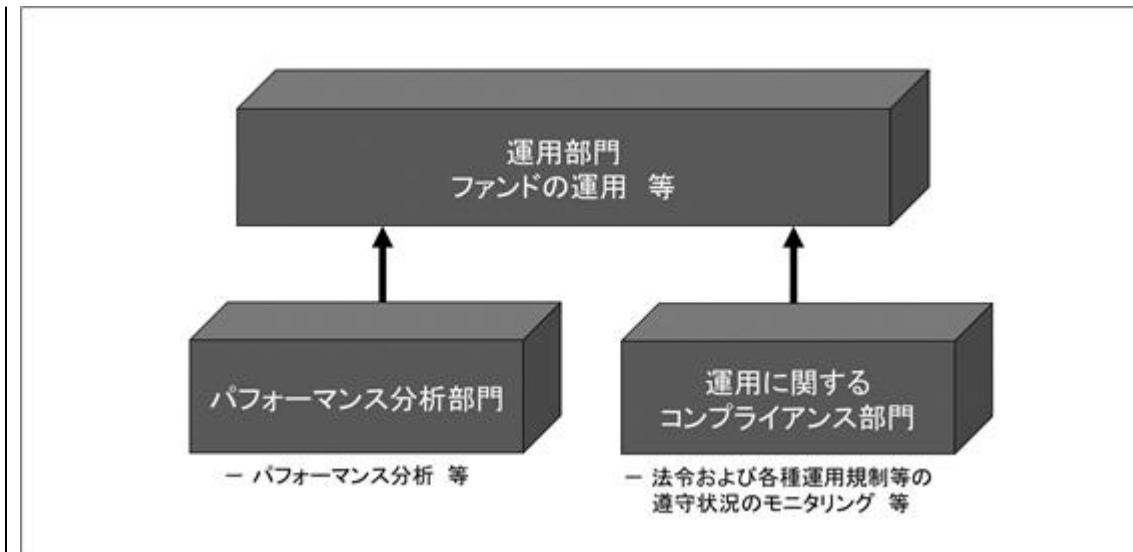 運用部門
ファンドの運用 等
パフォーマンス分析部門
－ パフォーマンス分析 等
運用に関する
コンプライアンス部門
－ 法令および各種運用規制等の
遵守状況のモニタリング 等